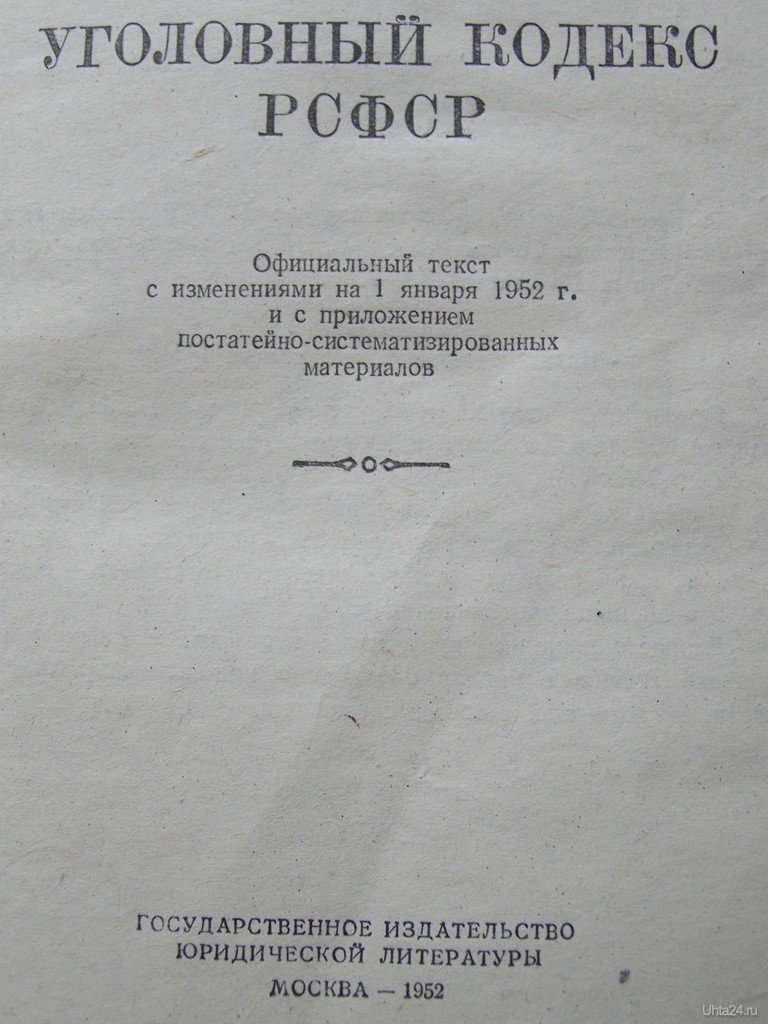 УГОЛОВНЫЙ КОДЕКС
РСФСР
Официальный текст
с изменениями на 1 января 1952 г.
и с приложением
постатейно-систематизированных
материалов
ГОСУДАРСТВЕННОЕ ИЗДАТЕЛЬСТВО
ЮРИДИЧЕСКОЙ ЛИТЕРАТУРЫ
МОСКВА — 1952
Uhta24.ru